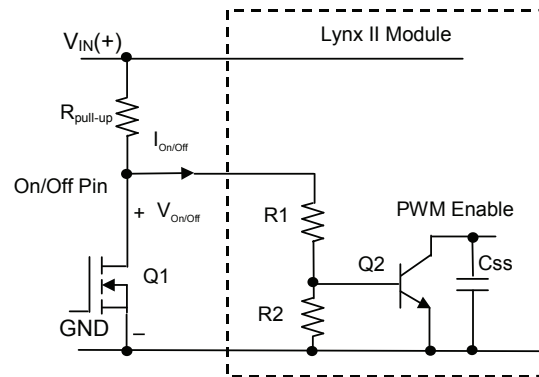 Lynx II Module
VIN(+)
Rpull-up
IOn/Off
On/Off Pin
+ VOn/Off
R1
PWM Enable
Q1
Q2
Css
R2
GND
–